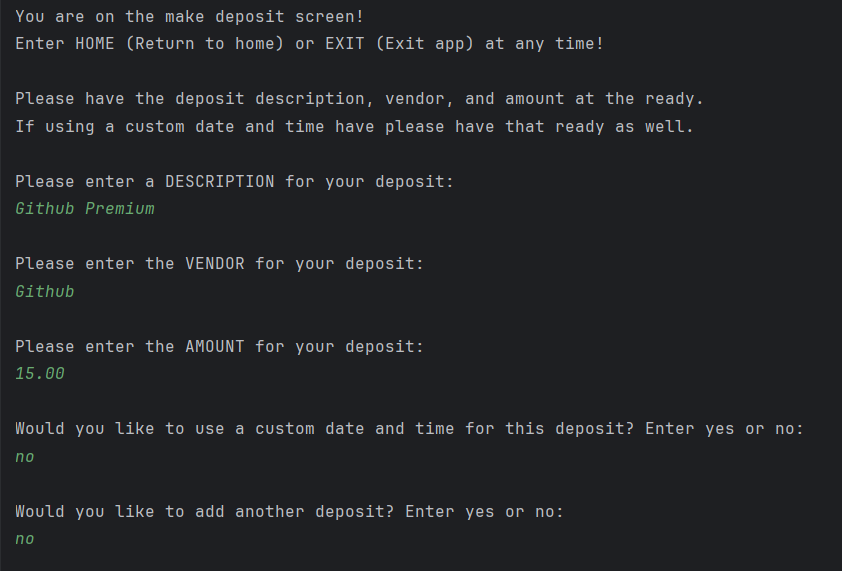 You are on the make deposit screen!
Enter HOME (Return to home) or EXIT (Exit app) at any time!
Please have the deposit description, vendor, and amount at the ready.
If using a custom date and time have please have that ready as well.
Please enter a DESCRIPTION for your deposit:
Github Premium
Please enter the VENDOR for your deposit:
Github
Please enter the AMOUNT for your deposit:
15.00
Would you like to use a custom date and time for this deposit? Enter yes or no:
no
Would you like to add another deposit? Enter yes or no:
no